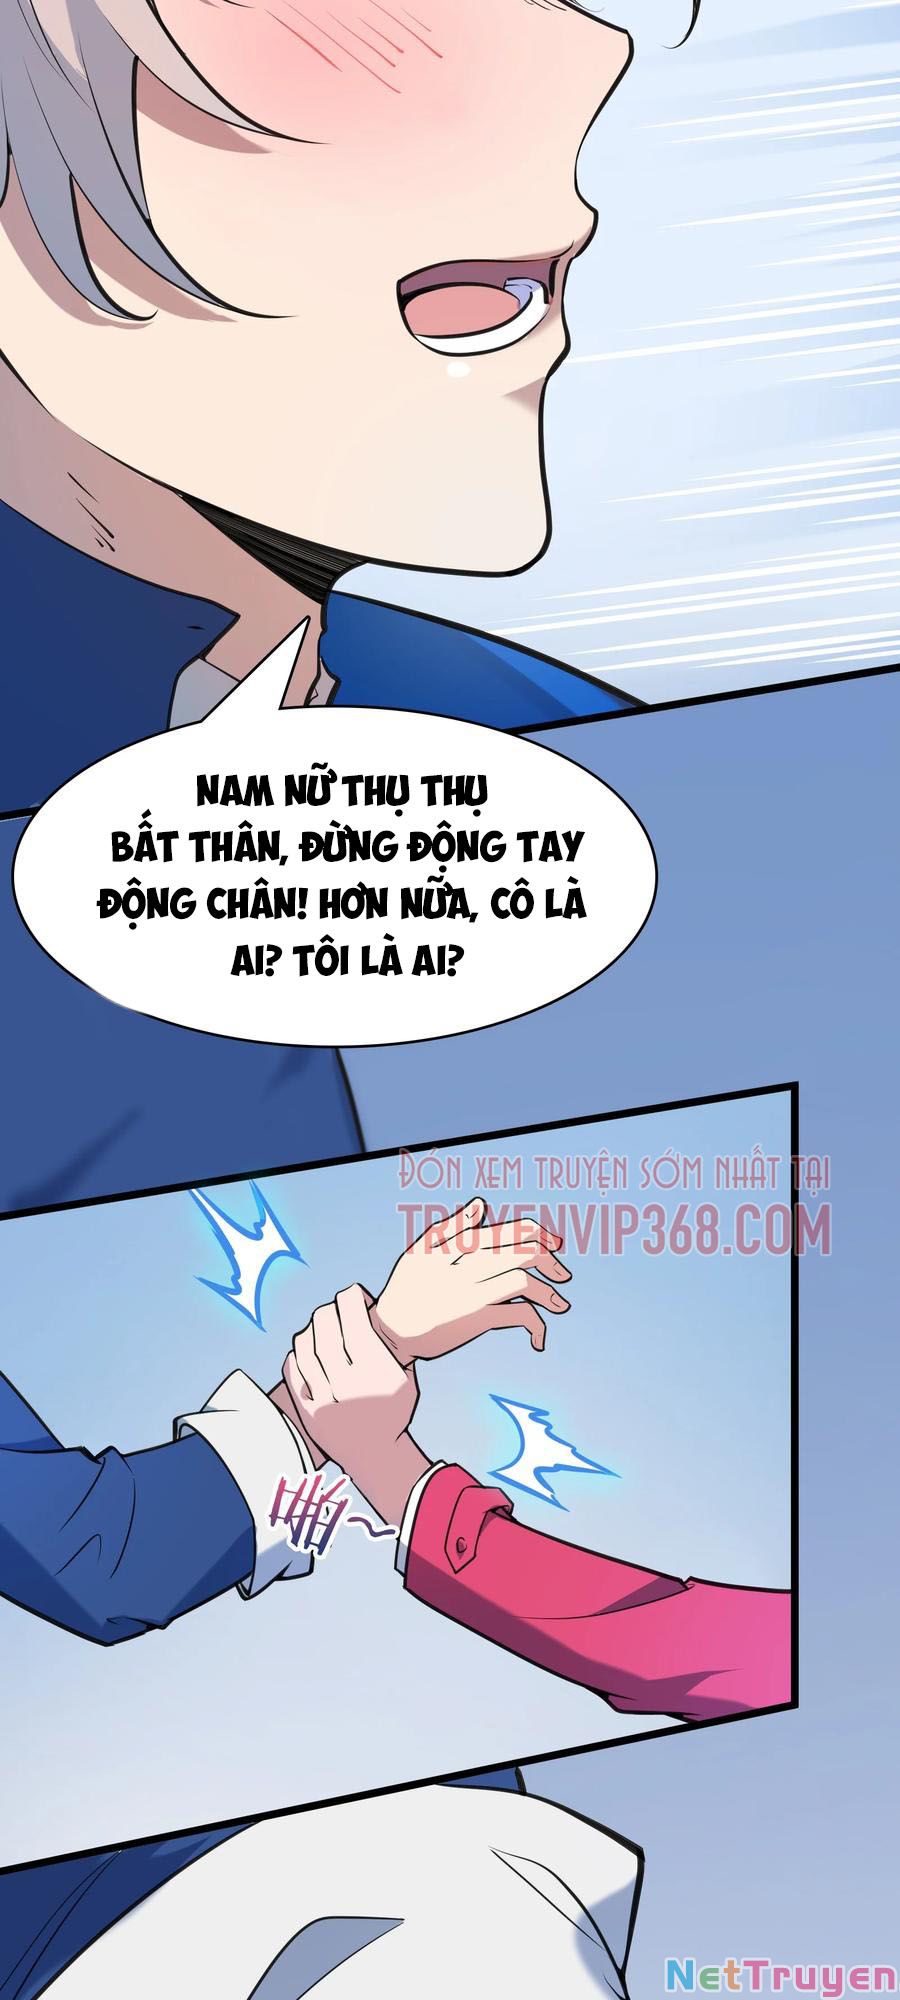 NAM NỮ THỤ THỤ
BẤT THÂN, ĐỪNG ĐỘNG TAY
ĐỘNG CHÂN! HƠN NỮA, CÔ LÀ
AI? TÔI LÀ AI?
ĐÓN XEM TRUYỆN SỚM NHẤT TẠI
TRUYENVIP368.COM
啪~
NetTruyen